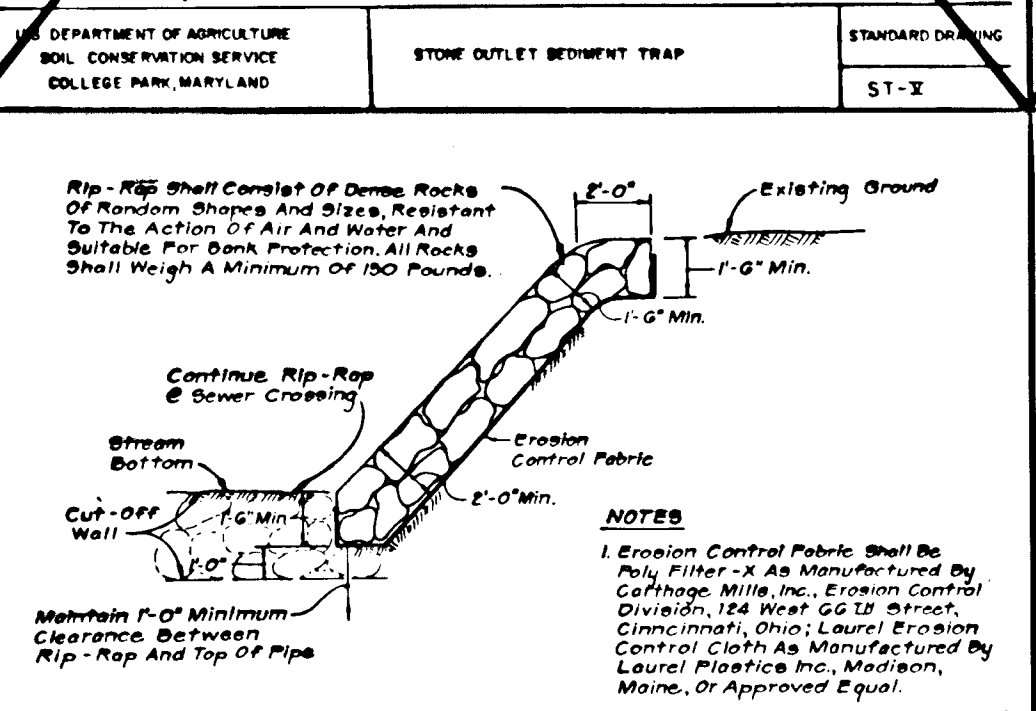 U.S. DEPARTMENT OF AGRICULTURE
SOIL CONSERVATION SERVICE
COLLEGE PARK, MARYLAND
STONE OUTLET SEDIMENT TRAP
STANDARD DRAWING
ST-V
Rip-Rap Shall Consist Of Dense Rocks
Of Random Shapes And Sizes, Resistant
To The Action Of Air And Water And
Suitable For Bank Protection. All Rocks
Shall Weigh A Minimum Of 150 Pounds.
2'-0"
Existing Ground
1'-6" Min.
1'-6" Min.
Continue Rip-Rap
@ Sewer Crossing
Stream
Bottom
Erosion
Control Fabric
2'-0" Min.
Cut-Off
Wall
1'-6" Min
1'-0"
Maintain 1'-0" Minimum
Clearance Between
Rip-Rap And Top Of Pipe
NOTES
1. Erosion Control Fabric Shall Be
Poly Filter-X As Manufactured By
Carthage Mills, Inc., Erosion Control
Division, 124 West 66 Street,
Cinncinnati, Ohio; Laurel Erosion
Control Cloth As Manufactured By
Laurel Plastics Inc., Madison,
Maine, Or Approved Equal.